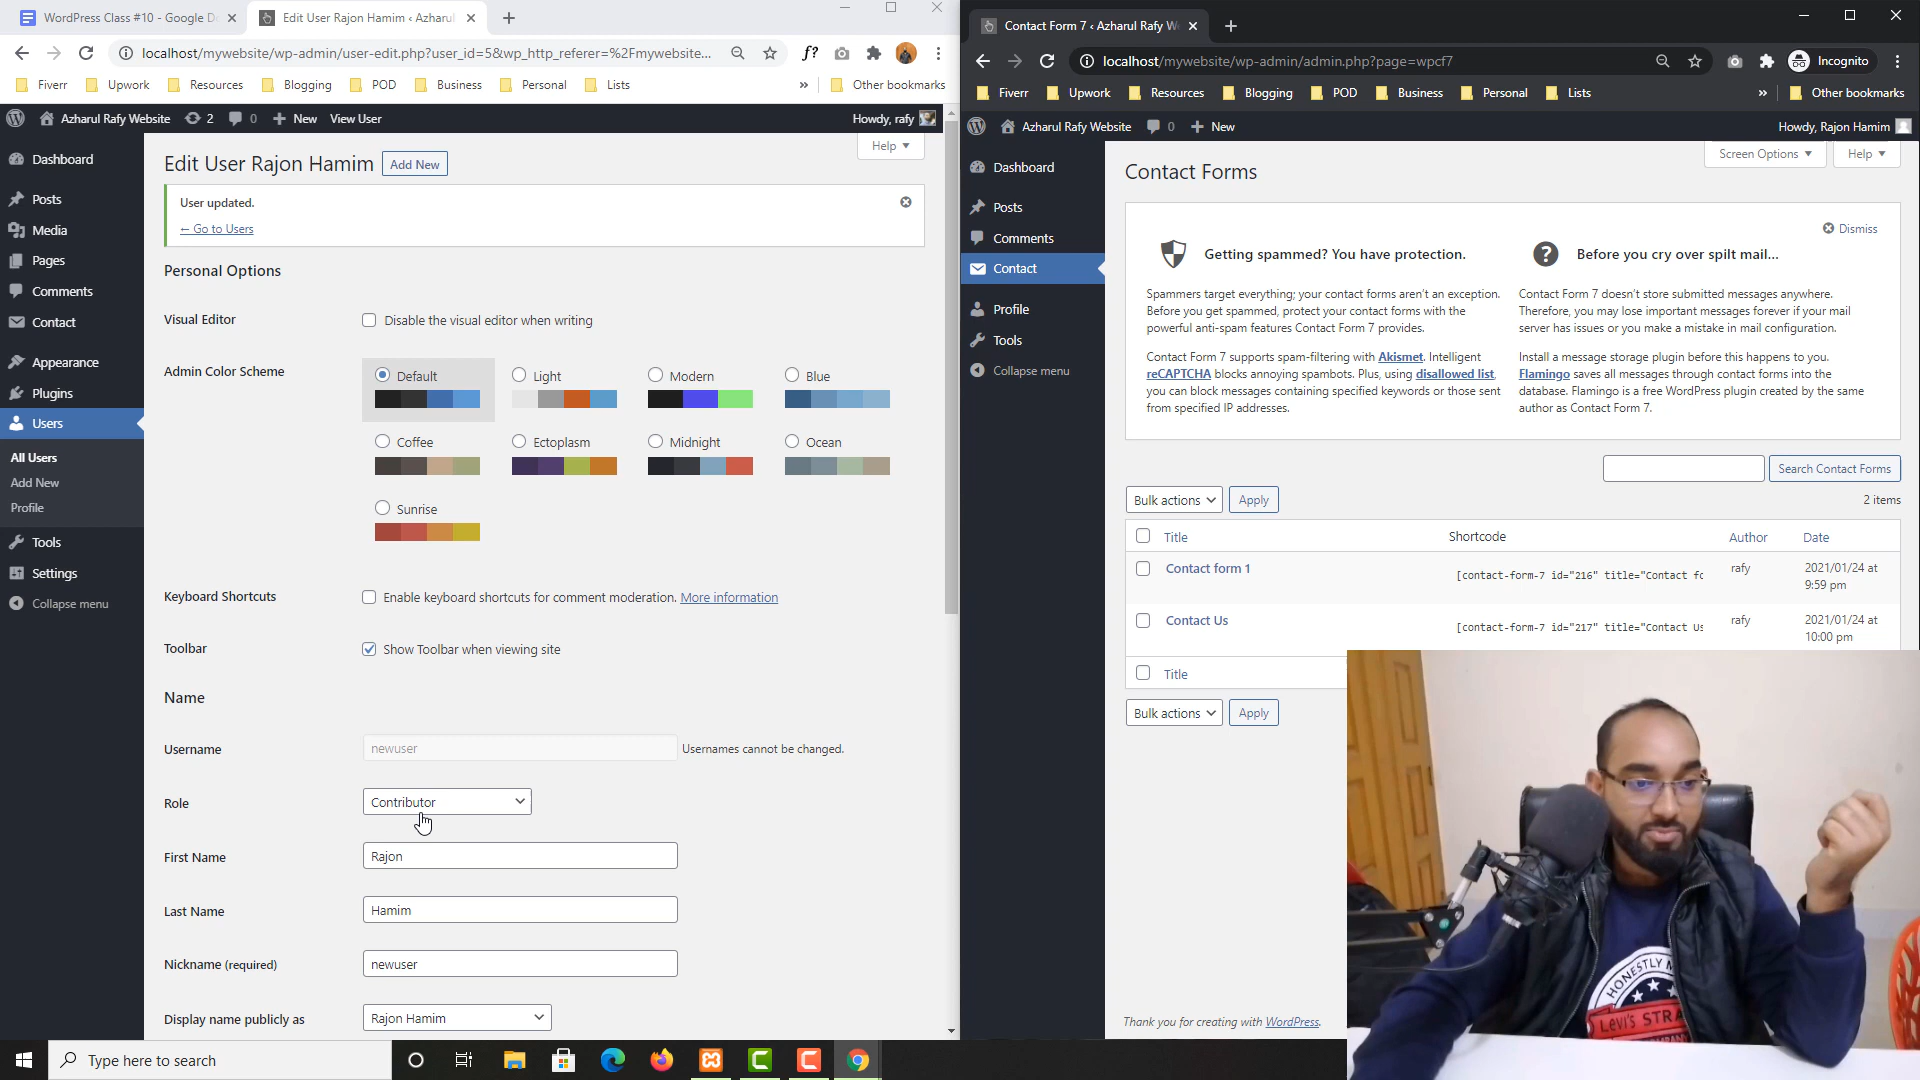 WordPress Class #10 - Google Do
Edit User Rajon Hamim ‹ Azharul
localhost/mywebsite/wp-admin/user-edit.php?user_id=5&wp_http_referer=%2Fmywebsite...
f?
Fiverr
Upwork
Resources
Blogging
POD
Business
Personal
Lists
»
Other bookmarks
Azharul Rafy Website
2
0
New
View User
Howdy, rafy
Dashboard
Posts
Media
Pages
Comments
Contact
Appearance
Plugins
Users
All Users
Add New
Profile
Tools
Settings
Collapse menu
Help
Edit User Rajon Hamim
Add New
User updated.
← Go to Users
Personal Options
Visual Editor
Disable the visual editor when writing
Admin Color Scheme
Default
Light
Modern
Blue
Coffee
Ectoplasm
Midnight
Ocean
Sunrise
Keyboard Shortcuts
Enable keyboard shortcuts for comment moderation. More information
Toolbar
Show Toolbar when viewing site
Name
Username
newuser
Usernames cannot be changed.
Role
Contributor
First Name
Rajon
Last Name
Hamim
Nickname (required)
newuser
Display name publicly as
Rajon Hamim
Type here to search
Contact Form 7 ‹ Azharul Rafy W
localhost/mywebsite/wp-admin/admin.php?page=wpcf7
Incognito
Fiverr
Upwork
Resources
Blogging
POD
Business
Personal
Lists
»
Other bookmarks
Azharul Rafy Website
0
New
Howdy, Rajon Hamim
Dashboard
Posts
Comments
Contact
Profile
Tools
Collapse menu
Screen Options
Help
Contact Forms
Dismiss
Getting spammed? You have protection.
Spammers target everything; your contact forms aren't an exception.
Before you get spammed, protect your contact forms with the
powerful anti-spam features Contact Form 7 provides.
Contact Form 7 supports spam-filtering with Akismet. Intelligent
reCAPTCHA blocks annoying spambots. Plus, using disallowed list,
you can block messages containing specified keywords or those sent
from specified IP addresses.
Before you cry over spilt mail...
Contact Form 7 doesn't store submitted messages anywhere.
Therefore, you may lose important messages forever if your mail
server has issues or you make a mistake in mail configuration.
Install a message storage plugin before this happens to you.
Flamingo saves all messages through contact forms into the
database. Flamingo is a free WordPress plugin created by the same
author as Contact Form 7.
Search Contact Forms
Bulk actions
Apply
2 items
Title
Shortcode
Author
Date
Contact form 1
[contact-form-7 id="216" title="Contact fo
rafy
2021/01/24 at
9:59 pm
Contact Us
[contact-form-7 id="217" title="Contact Us
rafy
2021/01/24 at
10:00 pm
Title
Bulk actions
Apply
Thank you for creating with WordPress.
HONESTLY
LEVI'S STRA